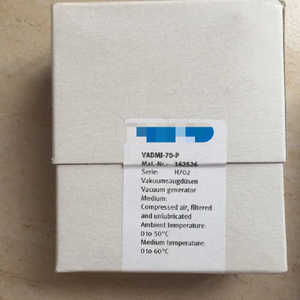 VADMI-70-P
Mat.-Nr.: 162526
Serie: H702
Vakuumsaugdüsen
Vacuum generator
Medium:
Compressed air, filtered
and unlubricated
Ambient temperature:
0 to 50°C
Medium temperature:
0 to 60°C